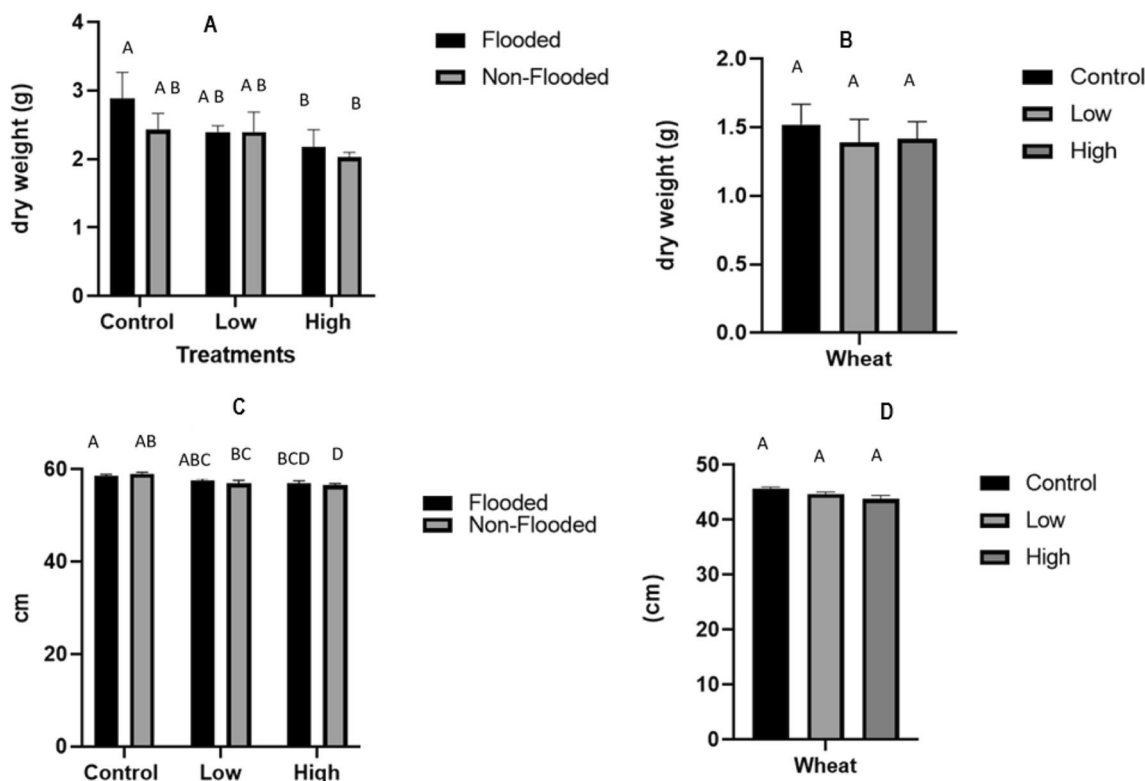 A
dry weight (g)
4
3
2
1
0
A
A B
A B
A B
B
B
Control
Low
High
Treatments
Flooded
Non-Flooded
B
dry weight (g)
2.0
1.5
1.0
0.5
0.0
A
A
A
Wheat
Control
Low
High
C
cm
60
40
20
0
A
AB
ABC
BC
BCD
D
Control
Low
High
Flooded
Non-Flooded
D
(cm)
50
40
30
20
10
0
A
A
A
Wheat
Control
Low
High